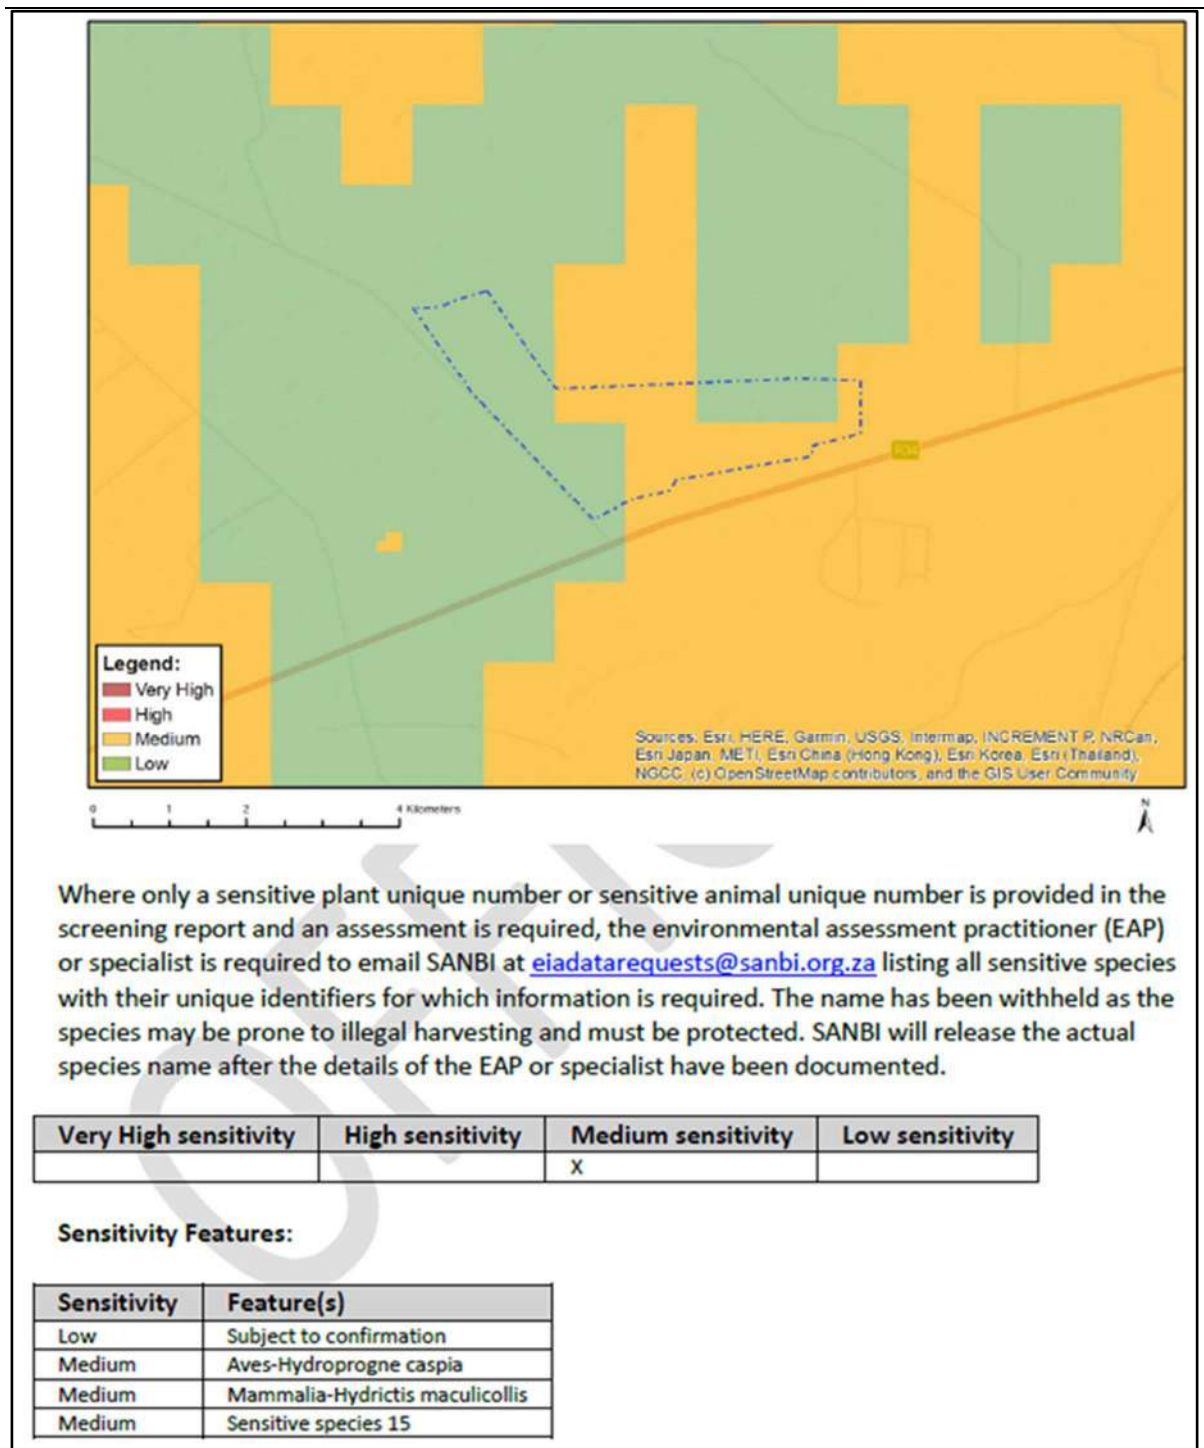 R34
Legend:
Very High
High
Medium
Low
Sources: Esri, HERE, Garmin, USGS, Intermap, INCREMENT P, NRCan,
Esri Japan, METI, Esri China (Hong Kong), Esri Korea, Esri (Thailand),
NGCC, (c) OpenStreetMap contributors, and the GIS User Community
0 1 2 4 Kilometers
N
Where only a sensitive plant unique number or sensitive animal unique number is provided in the
screening report and an assessment is required, the environmental assessment practitioner (EAP)
or specialist is required to email SANBI at eiadatarequests@sanbi.org.za listing all sensitive species
with their unique identifiers for which information is required. The name has been withheld as the
species may be prone to illegal harvesting and must be protected. SANBI will release the actual
species name after the details of the EAP or specialist have been documented.
Very High sensitivity High sensitivity Medium sensitivity Low sensitivity
X
Sensitivity Features:
Sensitivity Feature(s)
Low Subject to confirmation
Medium Aves-Hydroprogne caspia
Medium Mammalia-Hydrictis maculicollis
Medium Sensitive species 15